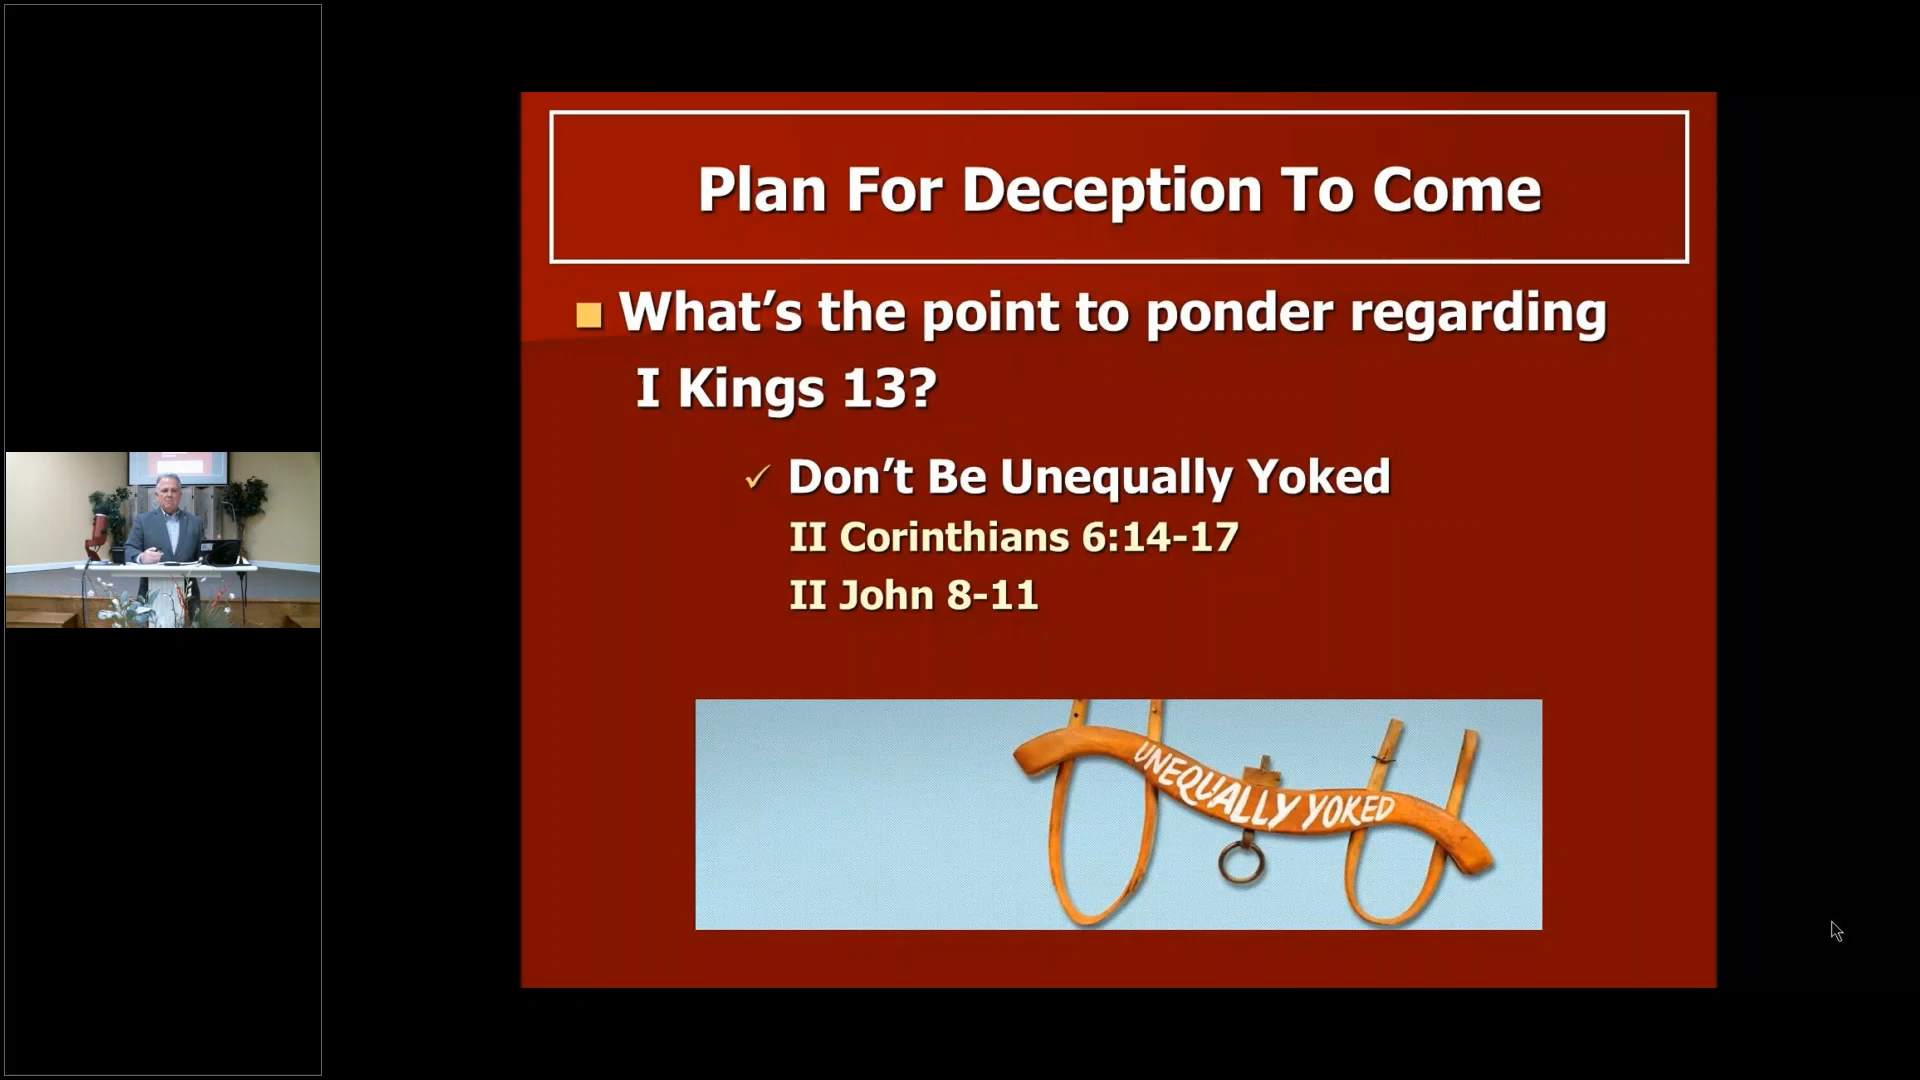 Plan For Deception To Come
What’s the point to ponder regarding
I Kings 13?
Don’t Be Unequally Yoked
II Corinthians 6:14-17
II John 8-11
UNEQUALLY YOKED